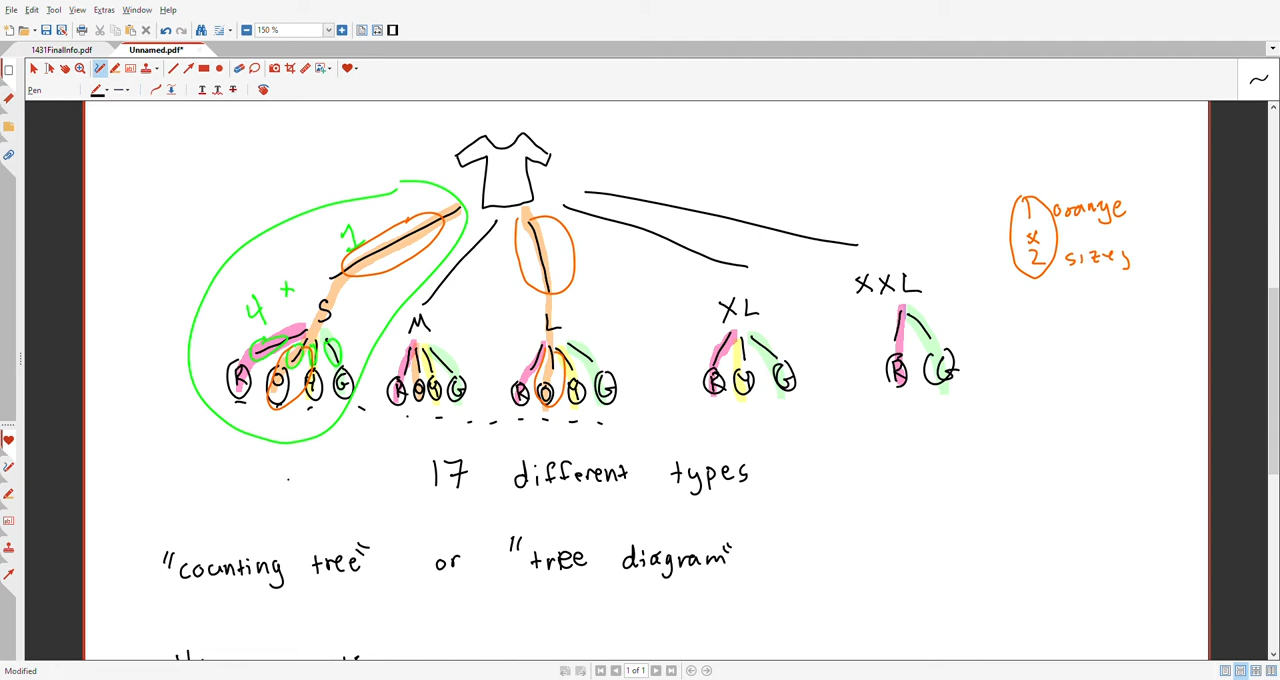 File Edit Tool View Extras Window Help
150 %
1431FinalInfo.pdf Unnamed.pdf*
Pen
1 orange
x
2 sizes
1
4 x
S M L XL XXL
R O Y G R O Y G R O Y G R Y G R G
17 different types
"counting tree" or "tree diagram"
Modified
1 of 1